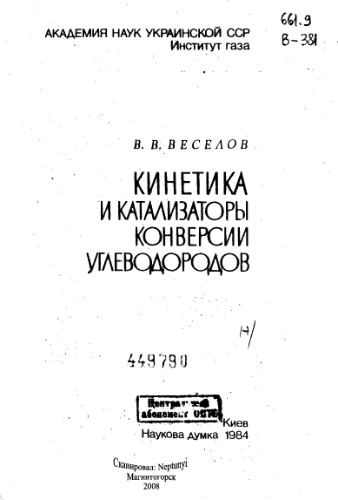 661.9
В-381
АКАДЕМИЯ НАУК УКРАИНСКОЙ ССР
Институт газа
В. В. ВЕСЕЛОВ
КИНЕТИКА
И КАТАЛИЗАТОРЫ
КОНВЕРСИИ
УГЛЕВОДОРОДОВ
449790
абонемент
Киев
Наукова думка 1984
Сканировал: Neptunyi
Магнитогорск
2008